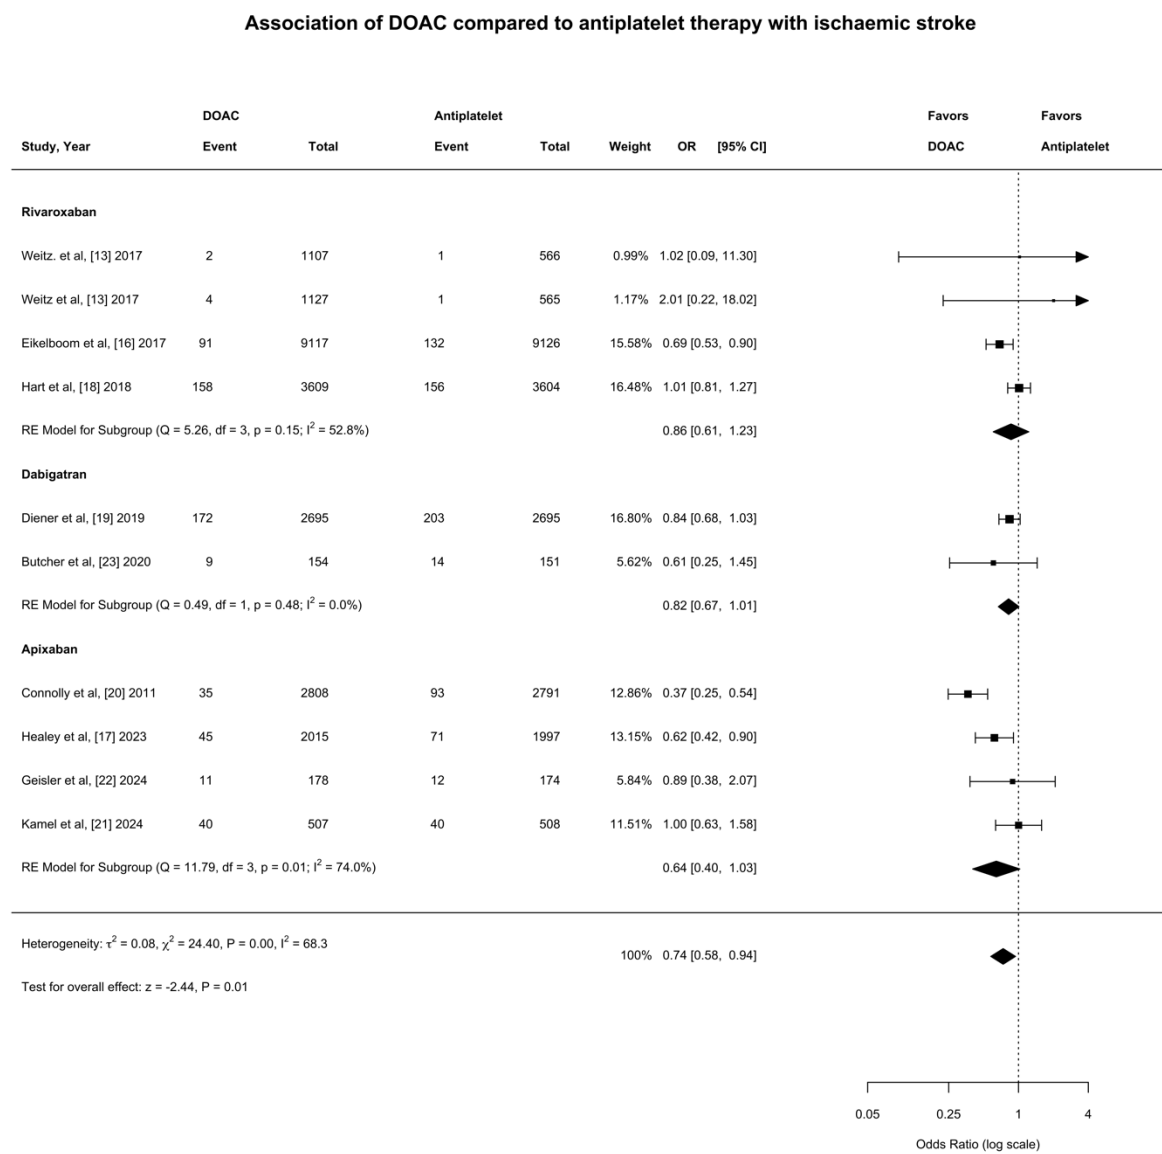 Association of DOAC compared to antiplatelet therapy with ischaemic stroke
DOAC Antiplatelet Favors Favors
Study, Year Event Total Event Total Weight OR [95% CI] DOAC Antiplatelet
Rivaroxaban
Weitz. et al, [13] 2017 2 1107 1 566 0.99% 1.02 [0.09, 11.30]
Weitz et al, [13] 2017 4 1127 1 565 1.17% 2.01 [0.22, 18.02]
Eikelboom et al, [16] 2017 91 9117 132 9126 15.58% 0.69 [0.53, 0.90]
Hart et al, [18] 2018 158 3609 156 3604 16.48% 1.01 [0.81, 1.27]
RE Model for Subgroup (Q = 5.26, df = 3, p = 0.15; I² = 52.8%) 0.86 [0.61, 1.23]
Dabigatran
Diener et al, [19] 2019 172 2695 203 2695 16.80% 0.84 [0.68, 1.03]
Butcher et al, [23] 2020 9 154 14 151 5.62% 0.61 [0.25, 1.45]
RE Model for Subgroup (Q = 0.49, df = 1, p = 0.48; I² = 0.0%) 0.82 [0.67, 1.01]
Apixaban
Connolly et al, [20] 2011 35 2808 93 2791 12.86% 0.37 [0.25, 0.54]
Healey et al, [17] 2023 45 2015 71 1997 13.15% 0.62 [0.42, 0.90]
Geisler et al, [22] 2024 11 178 12 174 5.84% 0.89 [0.38, 2.07]
Kamel et al, [21] 2024 40 507 40 508 11.51% 1.00 [0.63, 1.58]
RE Model for Subgroup (Q = 11.79, df = 3, p = 0.01; I² = 74.0%) 0.64 [0.40, 1.03]
Heterogeneity: τ² = 0.08, χ² = 24.40, P = 0.00, I² = 68.3
100% 0.74 [0.58, 0.94]
Test for overall effect: z = -2.44, P = 0.01
0.05 0.25 1 4
Odds Ratio (log scale)